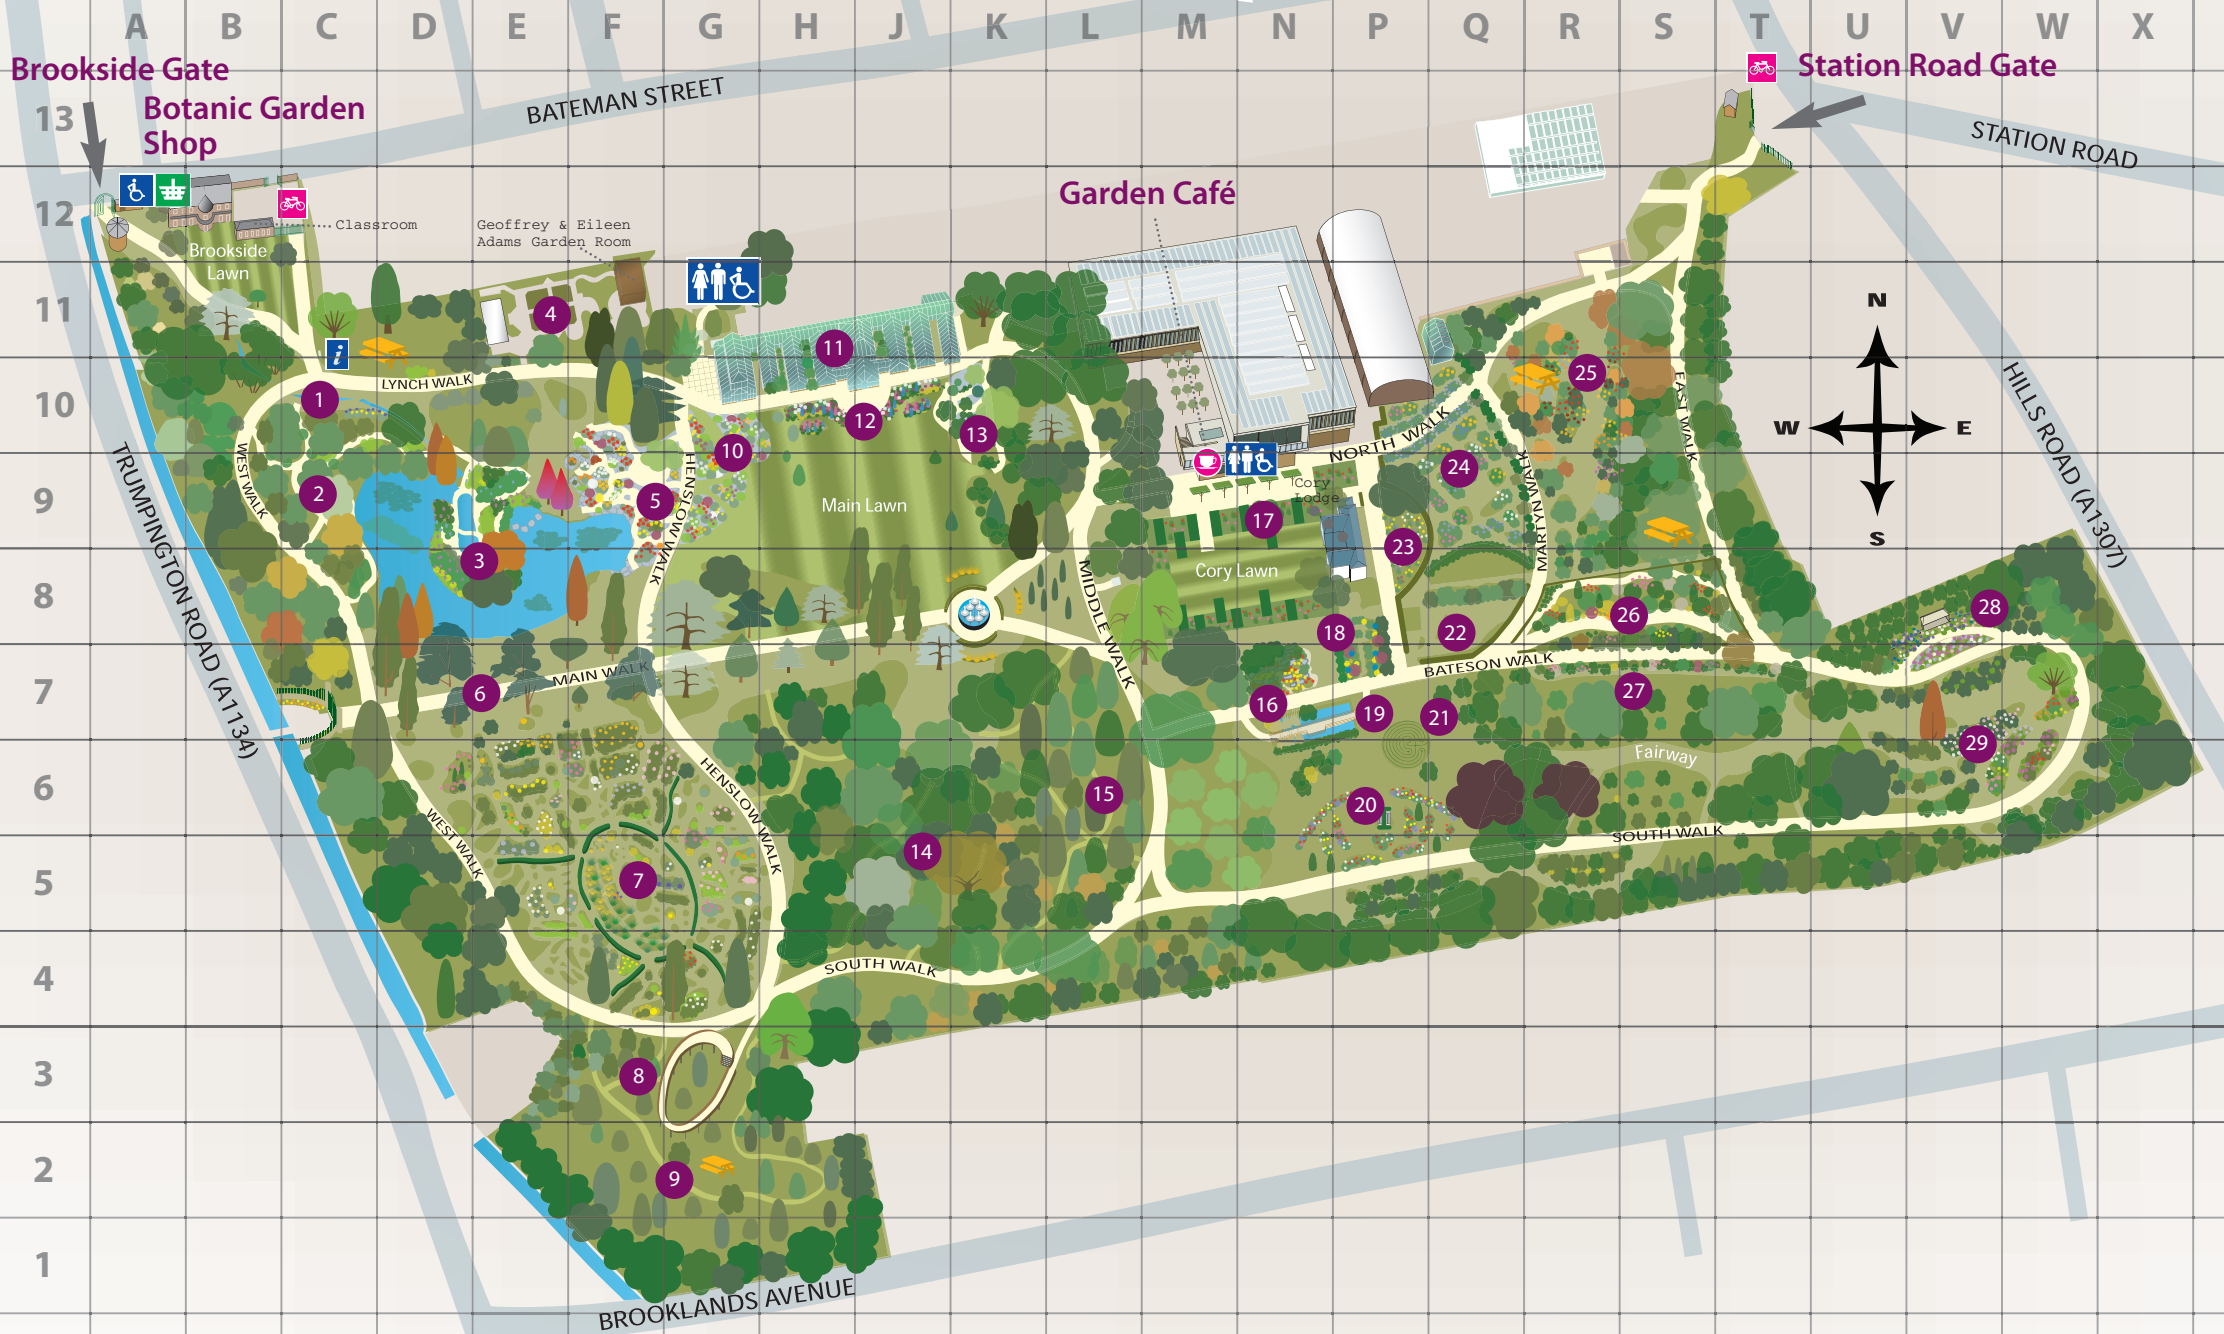 A B C D E F G H J K L M N P Q R S T U V W X
Brookside Gate
Station Road Gate
BATEMAN STREET
Botanic Garden
Shop
13
STATION ROAD
12
Garden Café
Classroom
Geoffrey & Eileen
Adams Garden Room
Brookside
Lawn
11
4
i
11
N
W E
S
HILLS ROAD (A1307)
LYNCH WALK
10
1
12
13
10
25
EAST WALK
NORTH WALK
WEST WALK
HENSLOW WALK
TRUMPINGTON ROAD (A1134)
9
2
5
Main Lawn
Cory
Lodge
17
24
MARTYN WALK
3
23
8
Cory Lawn
MIDDLE WALK
18
22
26
28
BATESON WALK
MAIN WALK
7
6
16
19
21
27
29
Fairway
6
HENSLOW WALK
15
20
WEST WALK
SOUTH WALK
14
5
7
4
SOUTH WALK
3
8
2
9
1
BROOKLANDS AVENUE